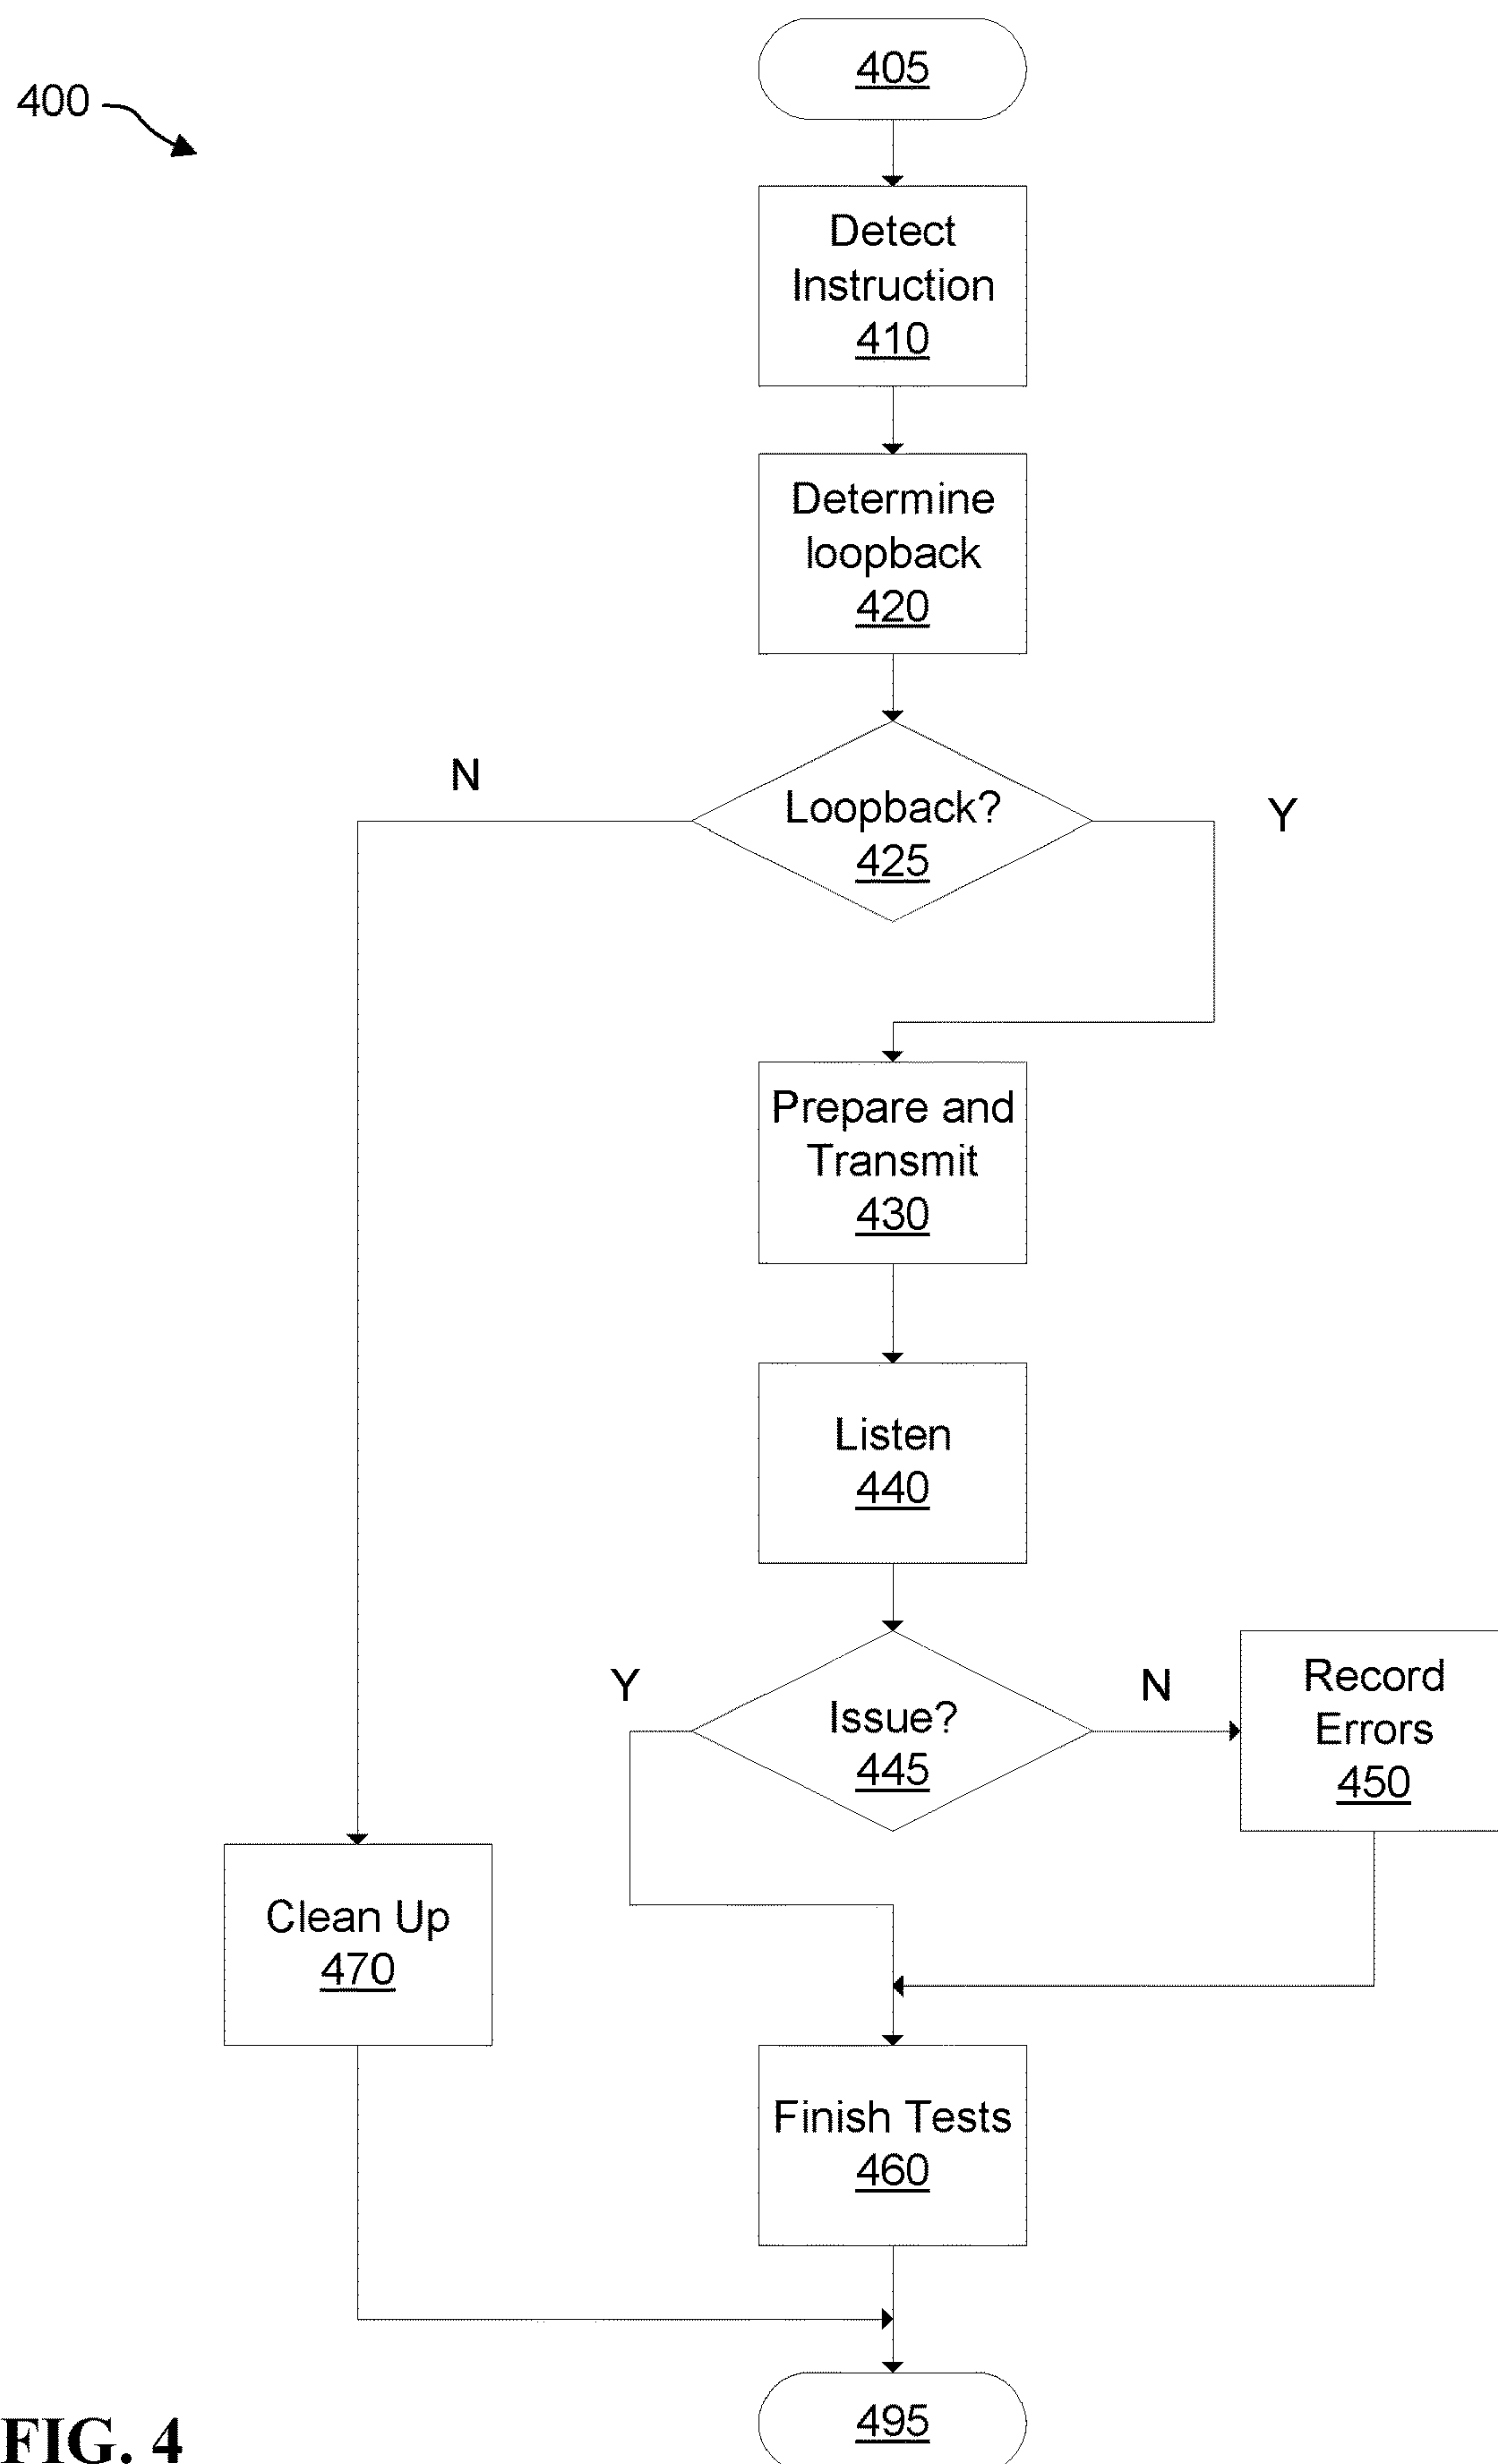 405
400
Detect
Instruction
410
Determine
loopback
420
N
Y
Loopback?
425
Prepare and
Transmit
430
Listen
440
Y
Issue?
445
N
Record
Errors
450
Clean Up
470
Finish Tests
460
495
FIG. 4